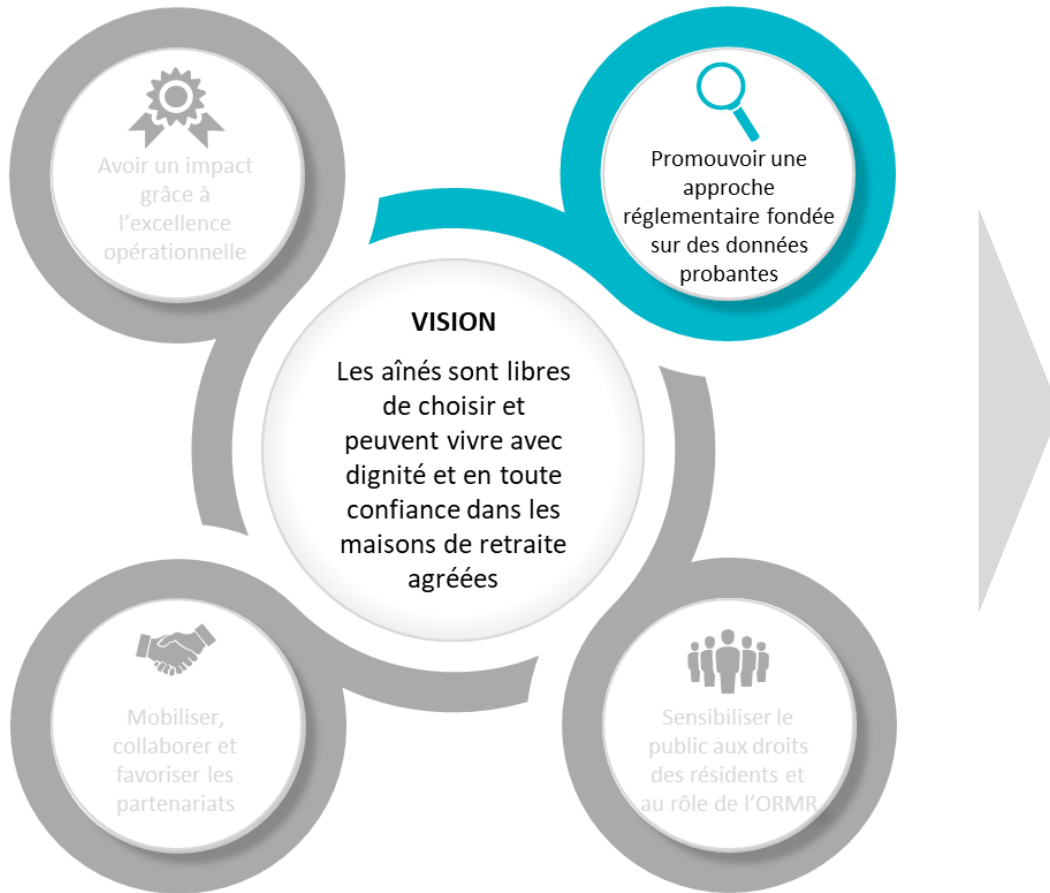 Avoir un impact
grâce à
l’excellence
opérationnelle
Promouvoir une
approche
réglementaire fondée
sur des données
probantes
VISION
Les aînés sont libres
de choisir et
peuvent vivre avec
dignité et en toute
confiance dans les
maisons de retraite
agréées
Mobiliser,
collaborer et
favoriser les
partenariats
Sensibiliser le
public aux droits
des résidents et
au rôle de l’ORMR